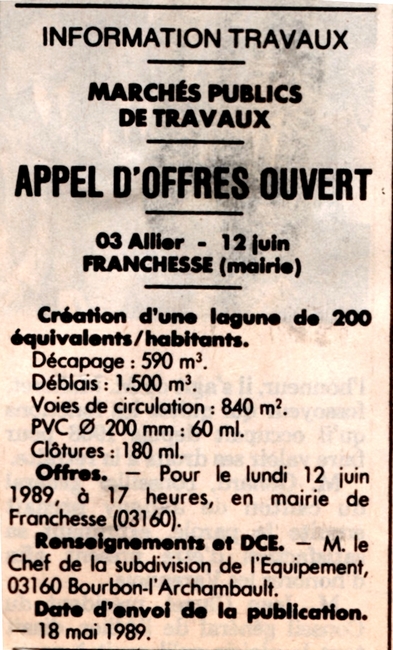 INFORMATION TRAVAUX
MARCHÉS PUBLICS
DE TRAVAUX
APPEL D'OFFRES OUVERT
03 Allier - 12 juin
FRANCHESSE (mairie)
Création d'une lagune de 200
équivalents/habitants.
Décapage : 590 m³.
Déblais : 1.500 m³.
Voies de circulation : 840 m².
PVC Ø 200 mm : 60 ml.
Clôtures : 180 ml.
Offres. — Pour le lundi 12 juin
1989, à 17 heures, en mairie de
Franchesse (03160).
Renseignements et DCE. — M. le
Chef de la subdivision de l'Equipement,
03160 Bourbon-l'Archambault.
Date d'envoi de la publication.
— 18 mai 1989.